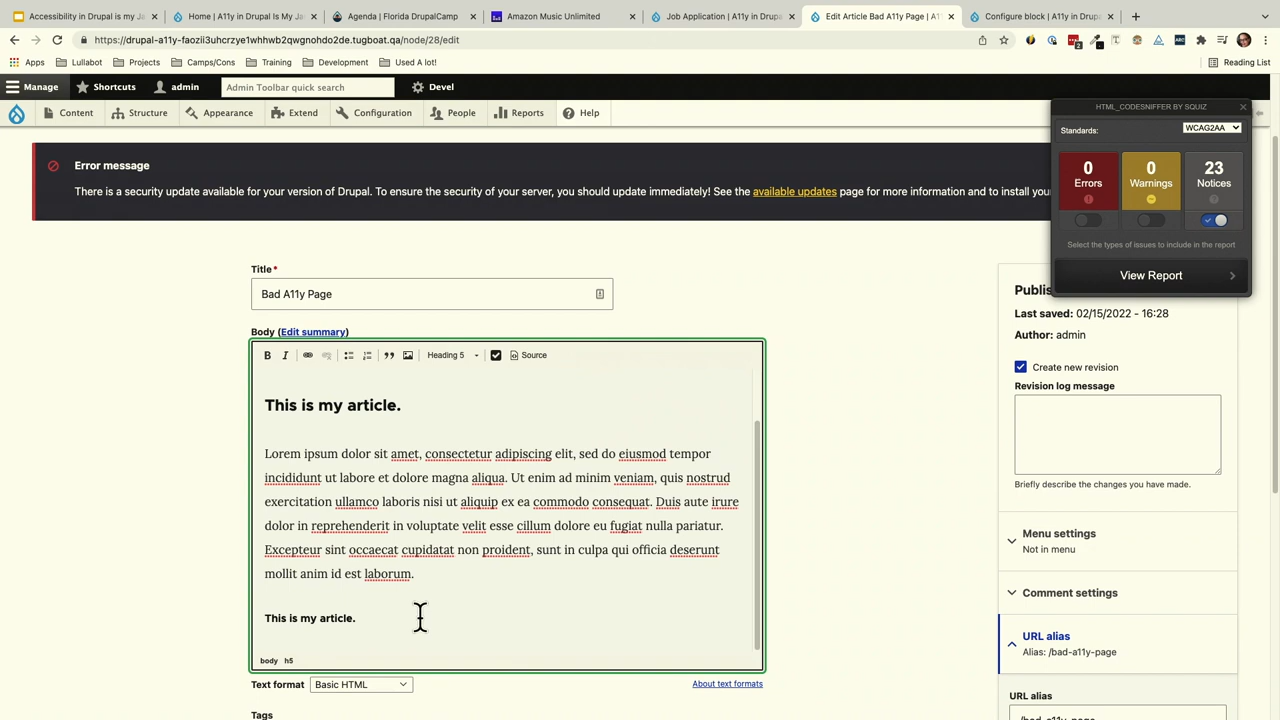 Accessibility in Drupal is my J
Home | A11y in Drupal Is My Ja
Agenda | Florida DrupalCamp
Amazon Music Unlimited
Job Application | A11y in Drupa
Edit Article Bad A11y Page | A1
Configure block | A11y in Drupa
https://drupal-a11y-faozii3uhcrzye1whhwb2qwgnohdo2de.tugboat.qa/node/28/edit
Apps Lullabot Projects Camps/Cons Training Development Used A lot! Reading List
Manage Shortcuts admin Admin Toolbar quick search Devel
Content Structure Appearance Extend Configuration People Reports Help
HTML_CODESNIFFER BY SQUIZ
Standards: WCAG2AA
0 0 23
Errors Warnings Notices
Select the types of issues to include in the report
View Report
Error message
There is a security update available for your version of Drupal. To ensure the security of your server, you should update immediately! See the available updates page for more information and to install your
Title*
Bad A11y Page
Body (Edit summary)
B I Heading 5 Source
This is my article.
Lorem ipsum dolor sit amet, consectetur adipiscing elit, sed do eiusmod tempor
incididunt ut labore et dolore magna aliqua. Ut enim ad minim veniam, quis nostrud
exercitation ullamco laboris nisi ut aliquip ex ea commodo consequat. Duis aute irure
dolor in reprehenderit in voluptate velit esse cillum dolore eu fugiat nulla pariatur.
Excepteur sint occaecat cupidatat non proident, sunt in culpa qui officia deserunt
mollit anim id est laborum.
This is my article.
body h5
Text format Basic HTML
About text formats
Tags
Publis
Last saved: 02/15/2022 - 16:28
Author: admin
Create new revision
Revision log message
Briefly describe the changes you have made.
Menu settings
Not in menu
Comment settings
URL alias
Alias: /bad-a11y-page
URL alias
/bad-a11y-page